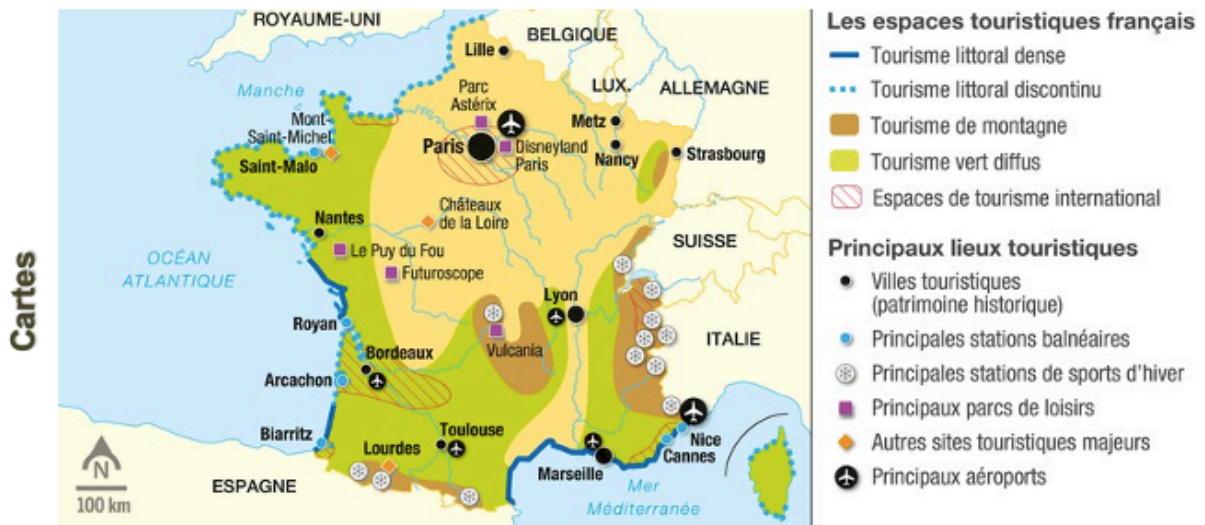 Cartes
ROYAUME-UNI
BELGIQUE
Lille
LUX.
ALLEMAGNE
Manche
Parc
Astérix
Mont-
Saint-Michel
Metz
Paris
Disneyland
Paris
Nancy
Strasbourg
Saint-Malo
Châteaux
de la Loire
Nantes
SUISSE
Le Puy du Fou
OCÉAN
ATLANTIQUE
Futuroscope
Lyon
Royan
ITALIE
Vulcania
Bordeaux
Arcachon
Biarritz
Toulouse
Lourdes
Nice
Cannes
Marseille
N
100 km
ESPAGNE
Mer
Méditerranée
Les espaces touristiques français
Tourisme littoral dense
Tourisme littoral discontinu
Tourisme de montagne
Tourisme vert diffus
Espaces de tourisme international
Principaux lieux touristiques
Villes touristiques
(patrimoine historique)
Principales stations balnéaires
Principales stations de sports d'hiver
Principaux parcs de loisirs
Autres sites touristiques majeurs
Principaux aéroports